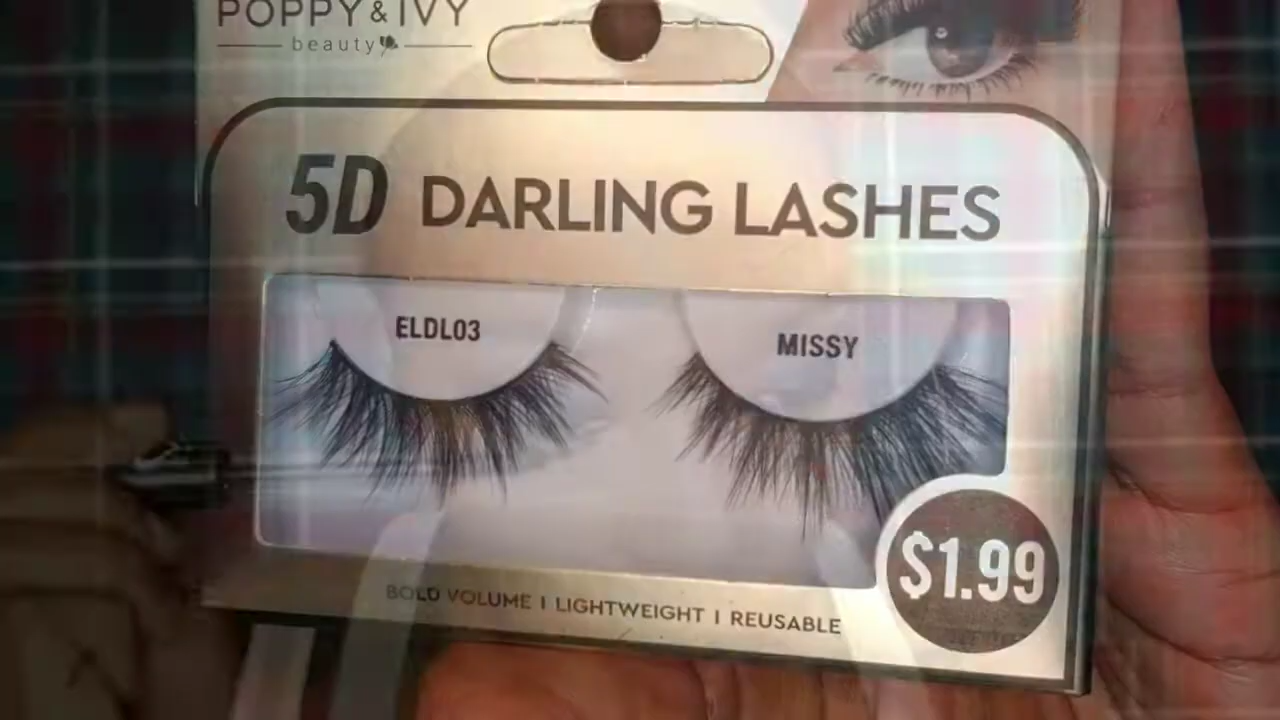 POPPY & IVY
beauty
5D DARLING LASHES
ELDL03
MISSY
$1.99
BOLD VOLUME I LIGHTWEIGHT I REUSABLE